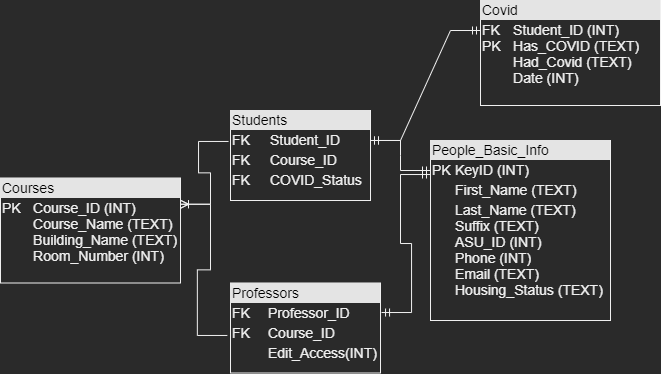 Covid
FK Student_ID (INT)
PK Has_COVID (TEXT)
Had_Covid (TEXT)
Date (INT)
Students
FK Student_ID
FK Course_ID
FK COVID_Status
People_Basic_Info
PK KeyID (INT)
First_Name (TEXT)
Last_Name (TEXT)
Suffix (TEXT)
ASU_ID (INT)
Phone (INT)
Email (TEXT)
Housing_Status (TEXT)
Courses
PK Course_ID (INT)
Course_Name (TEXT)
Building_Name (TEXT)
Room_Number (INT)
Professors
FK Professor_ID
FK Course_ID
Edit_Access(INT)